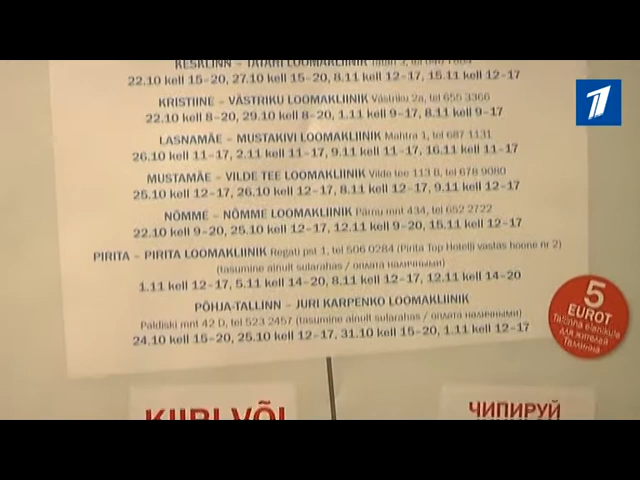 KESKLINN – TATARI LOOMAKLIINIK
22.10 kell 15–20, 27.10 kell 15–20, 8.11 kell 12–17, 15.11 kell 12–17
KRISTIINE – VÄSTRIKU LOOMAKLIINIK Västriku 2a, tel 655 3366
22.10 kell 8–20, 29.10 kell 8–20, 1.11 kell 9–17, 8.11 kell 9–17
LASNAMÄE – MUSTAKIVI LOOMAKLIINIK Mahtra 1, tel 687 1131
26.10 kell 11–17, 2.11 kell 11–17, 9.11 kell 11–17, 16.11 kell 11–17
MUSTAMÄE – VILDE TEE LOOMAKLIINIK Vilde tee 113 B, tel 678 9080
25.10 kell 12–17, 26.10 kell 12–17, 8.11 kell 12–17, 9.11 kell 12–17
NÕMME – NÕMME LOOMAKLIINIK Pärnu mnt 434, tel 652 2722
22.10 kell 9–20, 25.10 kell 12–17, 12.11 kell 9–20, 15.11 kell 12–17
PIRITA – PIRITA LOOMAKLIINIK Regati pst 1, tel 506 0284 (Pirita Top Hotelli vastas hoone nr 2)
(tasumine ainult sularahas / оплата наличными)
1.11 kell 12–17, 5.11 kell 14–20, 8.11 kell 12–17, 12.11 kell 14–20
PÕHJA-TALLINN – JURI KARPENKO LOOMAKLIINIK
Paldiski mnt 42 D, tel.523 2457 (tasumine ainult sularahas / оплата наличными)
24.10 kell 15–20, 25.10 kell 12–17, 31.10 kell 15–20, 1.11 kell 12–17
5
EUROT
Tallinna elanikule
для жителей
Таллинна
KIIPI VÕI
ЧИПИРУЙ
1